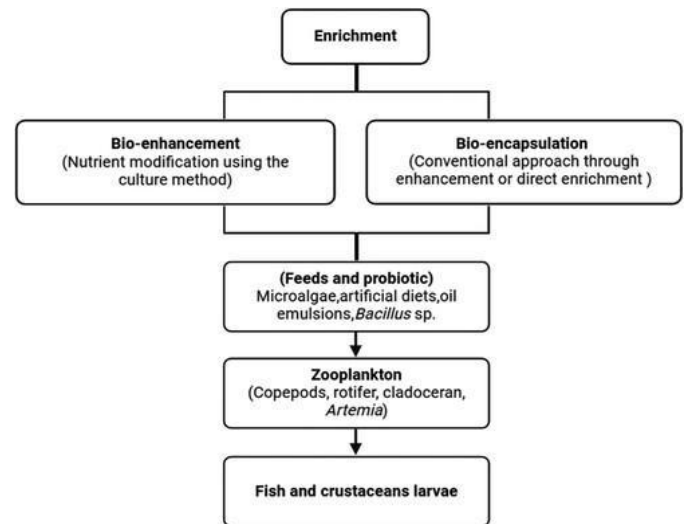 Enrichment
Bio-enhancement
(Nutrient modification using the
culture method)
Bio-encapsulation
(Conventional approach through
enhancement or direct enrichment )
(Feeds and probiotic)
Microalgae,artificial diets,oil
emulsions,Bacillus sp.
Zooplankton
(Copepods, rotifer, cladoceran,
Artemia)
Fish and crustaceans larvae